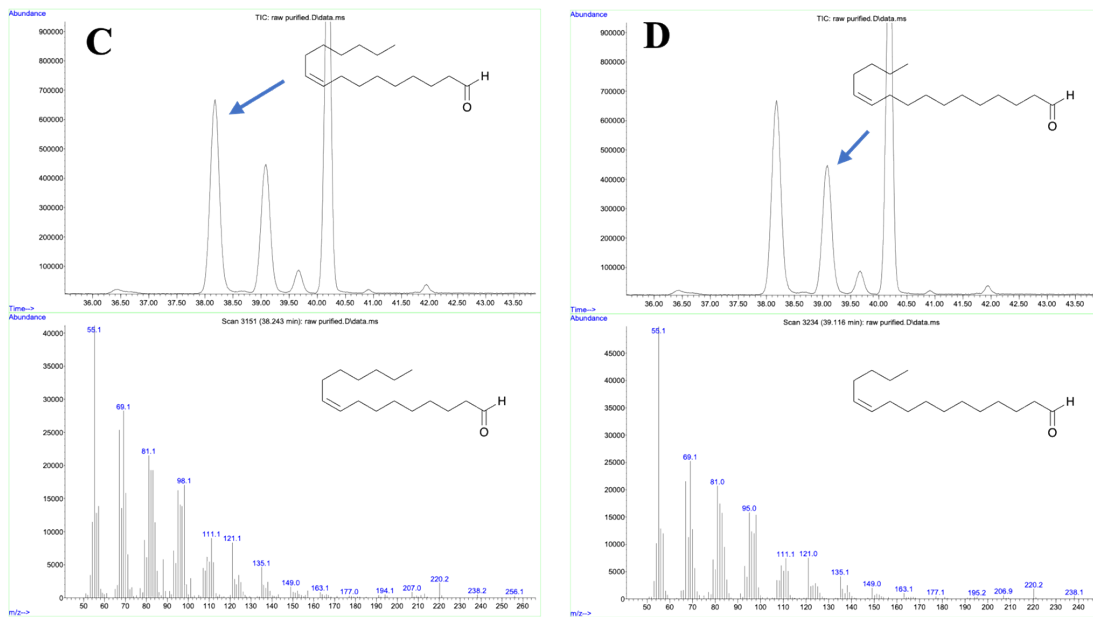 C
Abundance
TIC: raw purified.D\data.ms
900000
800000
700000
600000
500000
400000
300000
200000
100000
H
O
36.00 36.50 37.00 37.50 38.00 38.50 39.00 39.50 40.00 40.50 41.00 41.50 42.00 42.50 43.00 43.50
Time-->
Abundance
Scan 3151 (38.243 min): raw purified.D\data.ms
40000
35000
30000
25000
20000
15000
10000
5000
0
55.1
69.1
81.1
98.1
111.1
121.1
135.1
149.0
163.1
177.0
194.1
207.0
220.2
238.2
256.1
H
O
50 60 70 80 90 100 110 120 130 140 150 160 170 180 190 200 210 220 230 240 250 260
m/z-->
D
Abundance
TIC: raw purified.D\data.ms
900000
800000
700000
600000
500000
400000
300000
200000
100000
H
O
36.00 36.50 37.00 37.50 38.00 38.50 39.00 39.50 40.00 40.50 41.00 41.50 42.00 42.50 43.00 43.50
Time-->
Abundance
Scan 3234 (39.116 min): raw purified.D\data.ms
45000
40000
35000
30000
25000
20000
15000
10000
5000
0
55.1
69.1
81.0
95.0
111.1
121.0
135.1
149.0
163.1
177.1
195.2
206.9
220.2
238.1
H
O
50 60 70 80 90 100 110 120 130 140 150 160 170 180 190 200 210 220 230 240
m/z-->